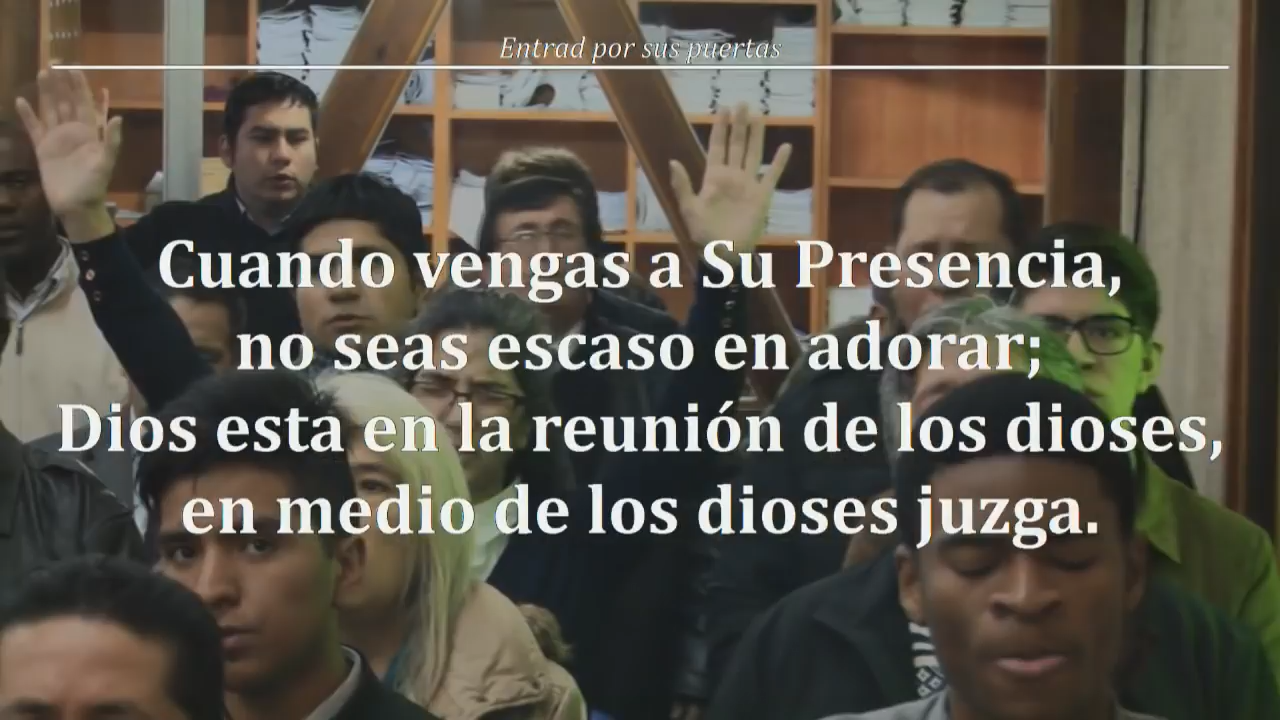 Entrad por sus puertas
Cuando vengas a Su Presencia,
no seas escaso en adorar;
Dios esta en la reunión de los dioses,
en medio de los dioses juzga.